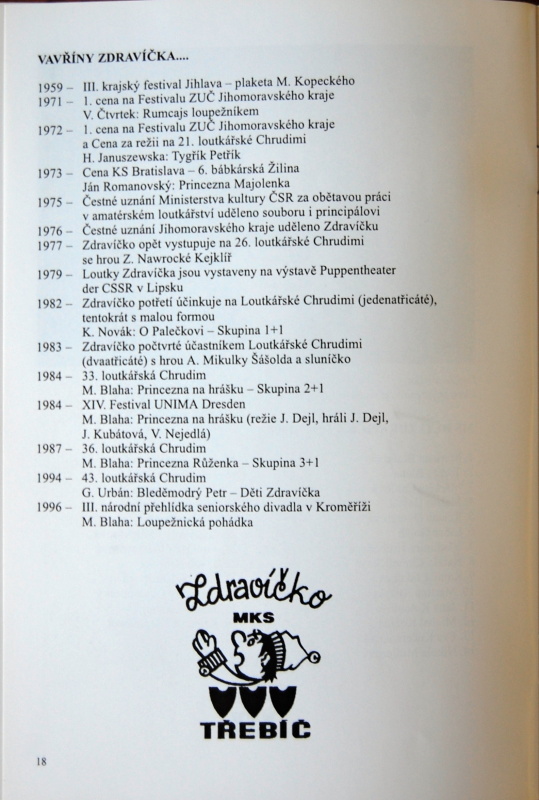 VAVŘÍNY ZDRAVÍČKA....
1959 – III. krajský festival Jihlava – plaketa M. Kopeckého
1971 – 1. cena na Festivalu ZUČ Jihomoravského kraje
V. Čtvrtek: Rumcajs loupežníkem
1972 – 1. cena na Festivalu ZUČ Jihomoravského kraje
a Cena za režii na 21. loutkářské Chrudimi
H. Januszewska: Tygřík Petřík
1973 – Cena KS Bratislava – 6. bábkárská Žilina
Ján Romanovský: Princezna Majolenka
1975 – Čestné uznání Ministerstva kultury ČSR za obětavou práci
v amatérském loutkářství uděleno souboru i principálovi
1976 – Čestné uznání Jihomoravského kraje uděleno Zdravíčku
1977 – Zdravíčko opět vystupuje na 26. loutkářské Chrudimi
se hrou Z. Nawrocké Kejklíř
1979 – Loutky Zdravíčka jsou vystaveny na výstavě Puppentheater
der CSSR v Lipsku
1982 – Zdravíčko potřetí účinkuje na Loutkářské Chrudimi (jedenatřicáté),
tentokrát s malou formou
K. Novák: O Palečkovi – Skupina 1+1
1983 – Zdravíčko počtvrté účastníkem Loutkářské Chrudimi
(dvaatřicáté) s hrou A. Mikulky Šášolda a sluníčko
1984 – 33. loutkářská Chrudim
M. Blaha: Princezna na hrášku – Skupina 2+1
1984 – XIV. Festival UNIMA Dresden
M. Blaha: Princezna na hrášku (režie J. Dejl, hráli J. Dejl,
J. Kubátová, V. Nejedlá)
1987 – 36. loutkářská Chrudim
M. Blaha: Princezna Růženka – Skupina 3+1
1994 – 43. loutkářská Chrudim
G. Urbán: Bleděmodrý Petr – Děti Zdravíčka
1996 – III. národní přehlídka seniorského divadla v Kroměříži
M. Blaha: Loupežnická pohádka
Zdravíčko
MKS
TŘEBÍČ
18